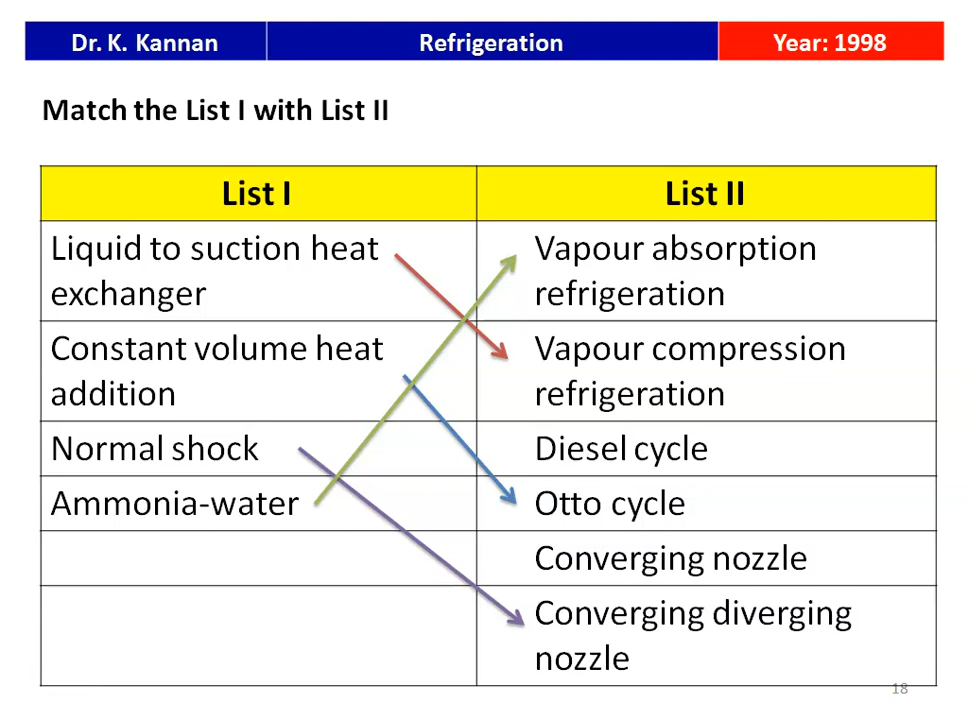 Dr. K. Kannan Refrigeration Year: 1998
Match the List I with List II
List I List II
Liquid to suction heat Vapour absorption
exchanger refrigeration
Constant volume heat Vapour compression
addition refrigeration
Normal shock Diesel cycle
Ammonia-water Otto cycle
Converging nozzle
Converging diverging
nozzle
18